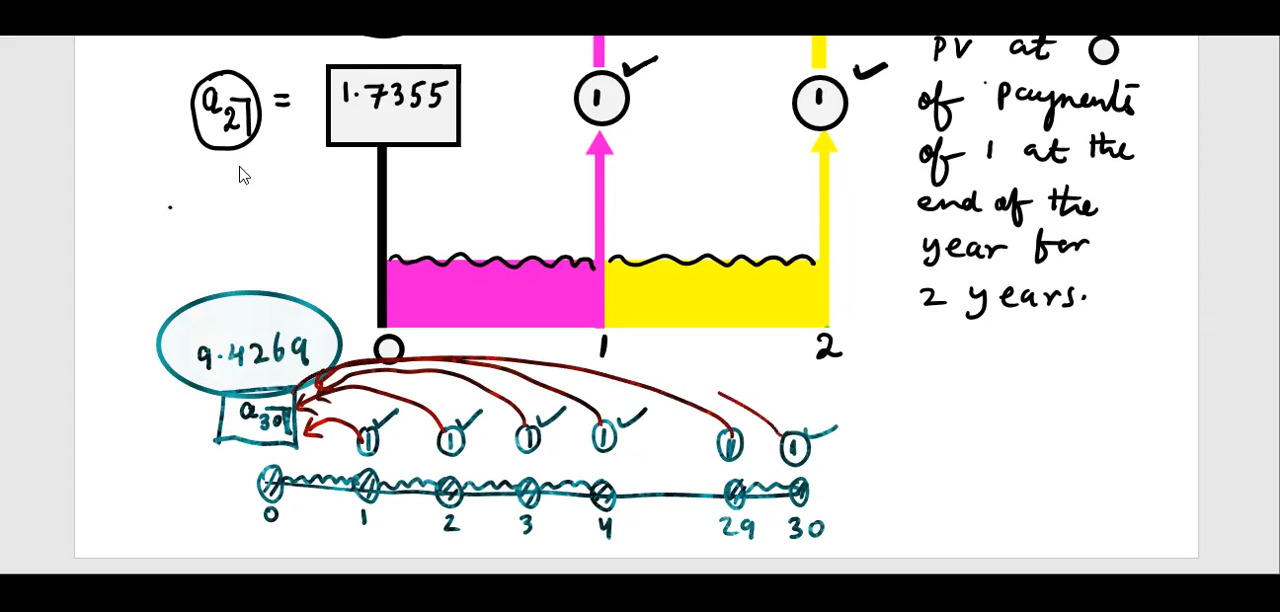 a2⌉ = 1.7355 1 1
PV at 0
of payments
of 1 at the
end of the
year for
2 years.
0 1 2
9.4269
a30⌉
1 1 1 1 1 1
0 1 2 3 4 29 30